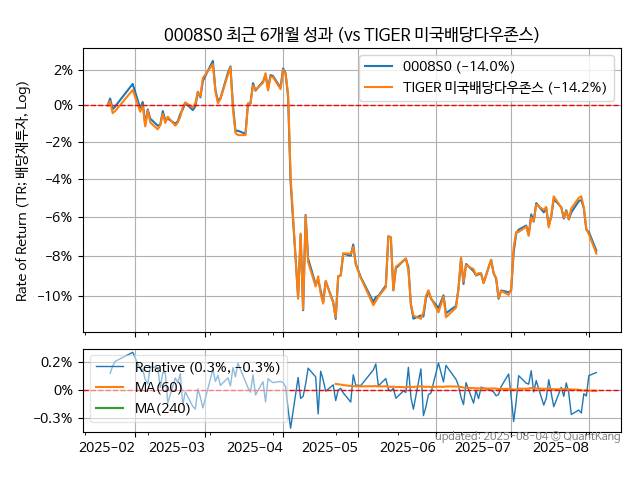 0008S0 최근 6개월 성과 (vs TIGER 미국배당다우존스)
Rate of Return (TR: 배당재투자, Log)
2%
0%
−2%
−4%
−6%
−8%
−10%
0008S0 (−14.0%)
TIGER 미국배당다우존스 (−14.2%)
0.2%
0%
−0.3%
Relative (0.3%, −0.3%)
MA(60)
MA(240)
2025−02
2025−03
2025−04
2025−05
2025−06
2025−07
2025−08
updated: 2025-08-04 © QuantKang